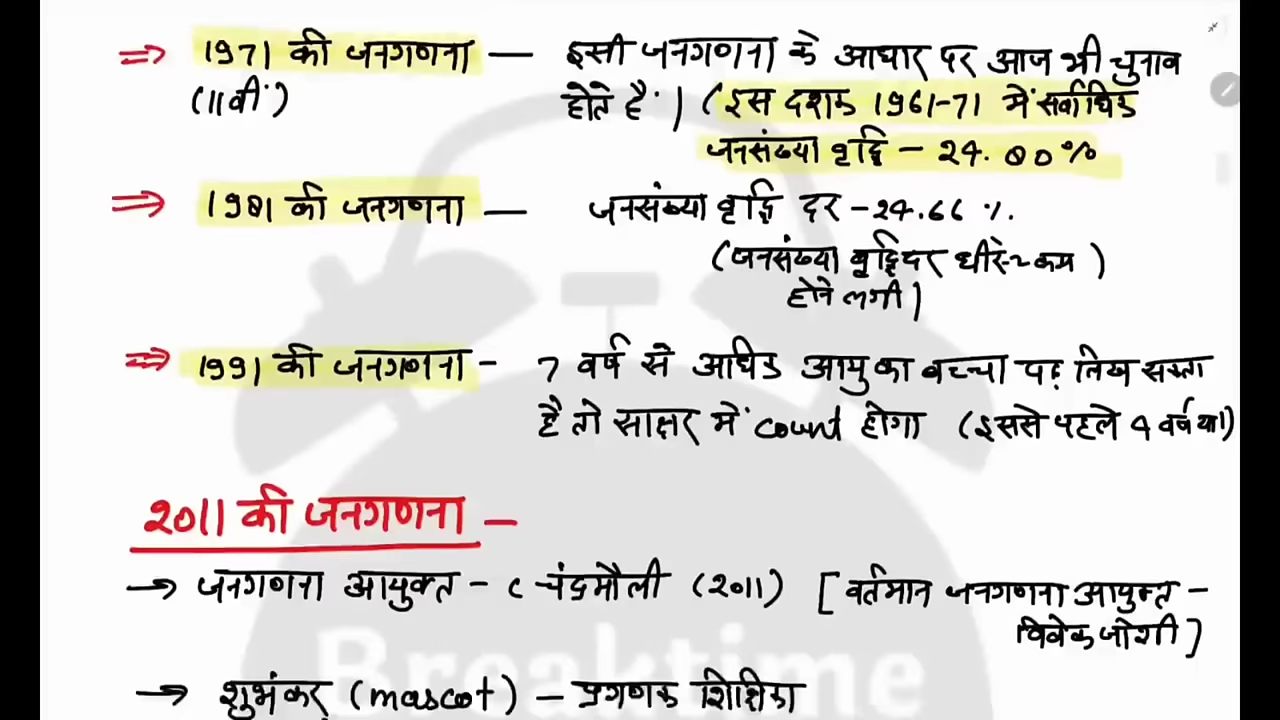 ⇒ 1971 की जनगणना — इसी जनगणना के आधार पर आज भी चुनाव
(11वीं) होते है। (इस दशक 1961-71 में सर्वाधिक
जनसंख्या वृद्धि - 24.80%
⇒ 1981 की जनगणना — जनसंख्या वृद्धि दर - 24.66 %.
(जनसंख्या वृद्धिदर धीरे-2 कम )
होने लगी)
⇒ 1991 की जनगणना - 7 वर्ष से अधिक आयु का बच्चा पढ़ लिख सकता
है तो साक्षर में count होगा (इससे पहले 4 वर्ष था)
2011 की जनगणना -
→ जनगणना आयुक्त - C चंद्रमौली (2011) [वर्तमान जनगणना आयुक्त -
विवेक जोशी]
→ शुभंकर (mascot) - प्रगणक शिक्षिका
Breaktime